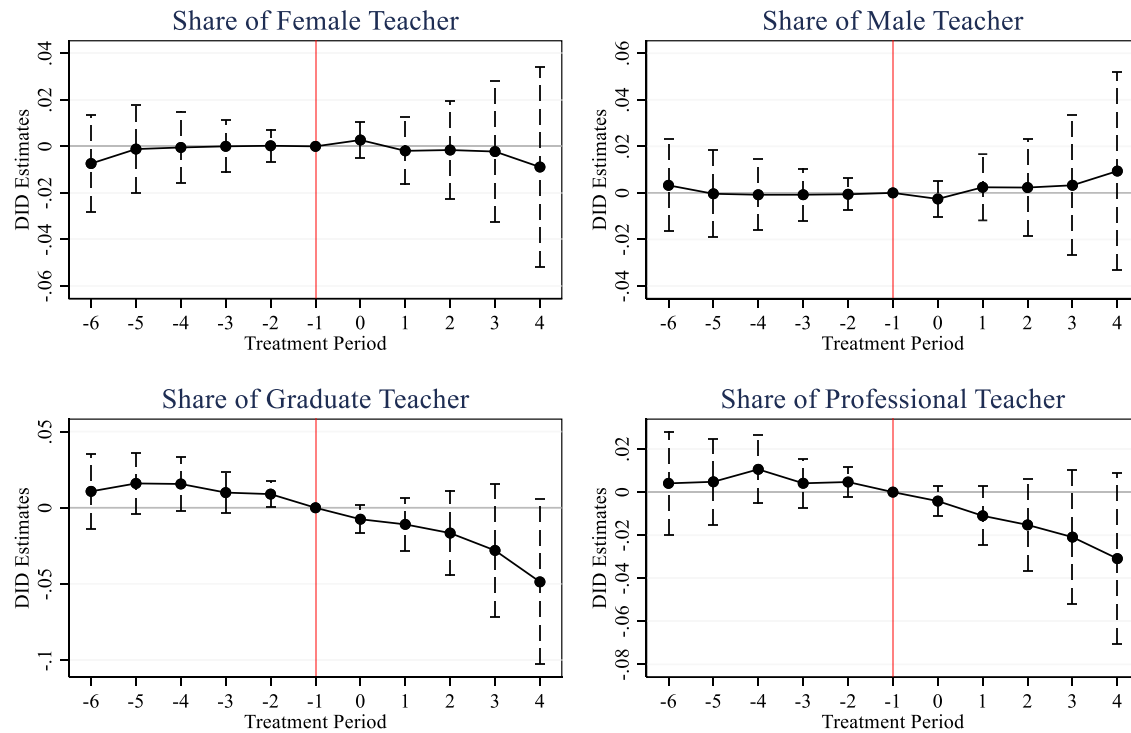 Share of Female Teacher
DID Estimates
.04
.02
0
-.02
-.04
-.06
-6 -5 -4 -3 -2 -1 0 1 2 3 4
Treatment Period
Share of Male Teacher
DID Estimates
.06
.04
.02
0
-.02
-.04
-6 -5 -4 -3 -2 -1 0 1 2 3 4
Treatment Period
Share of Graduate Teacher
DID Estimates
.05
0
-.05
-.1
-6 -5 -4 -3 -2 -1 0 1 2 3 4
Treatment Period
Share of Professional Teacher
DID Estimates
.02
0
-.02
-.04
-.06
-.08
-6 -5 -4 -3 -2 -1 0 1 2 3 4
Treatment Period